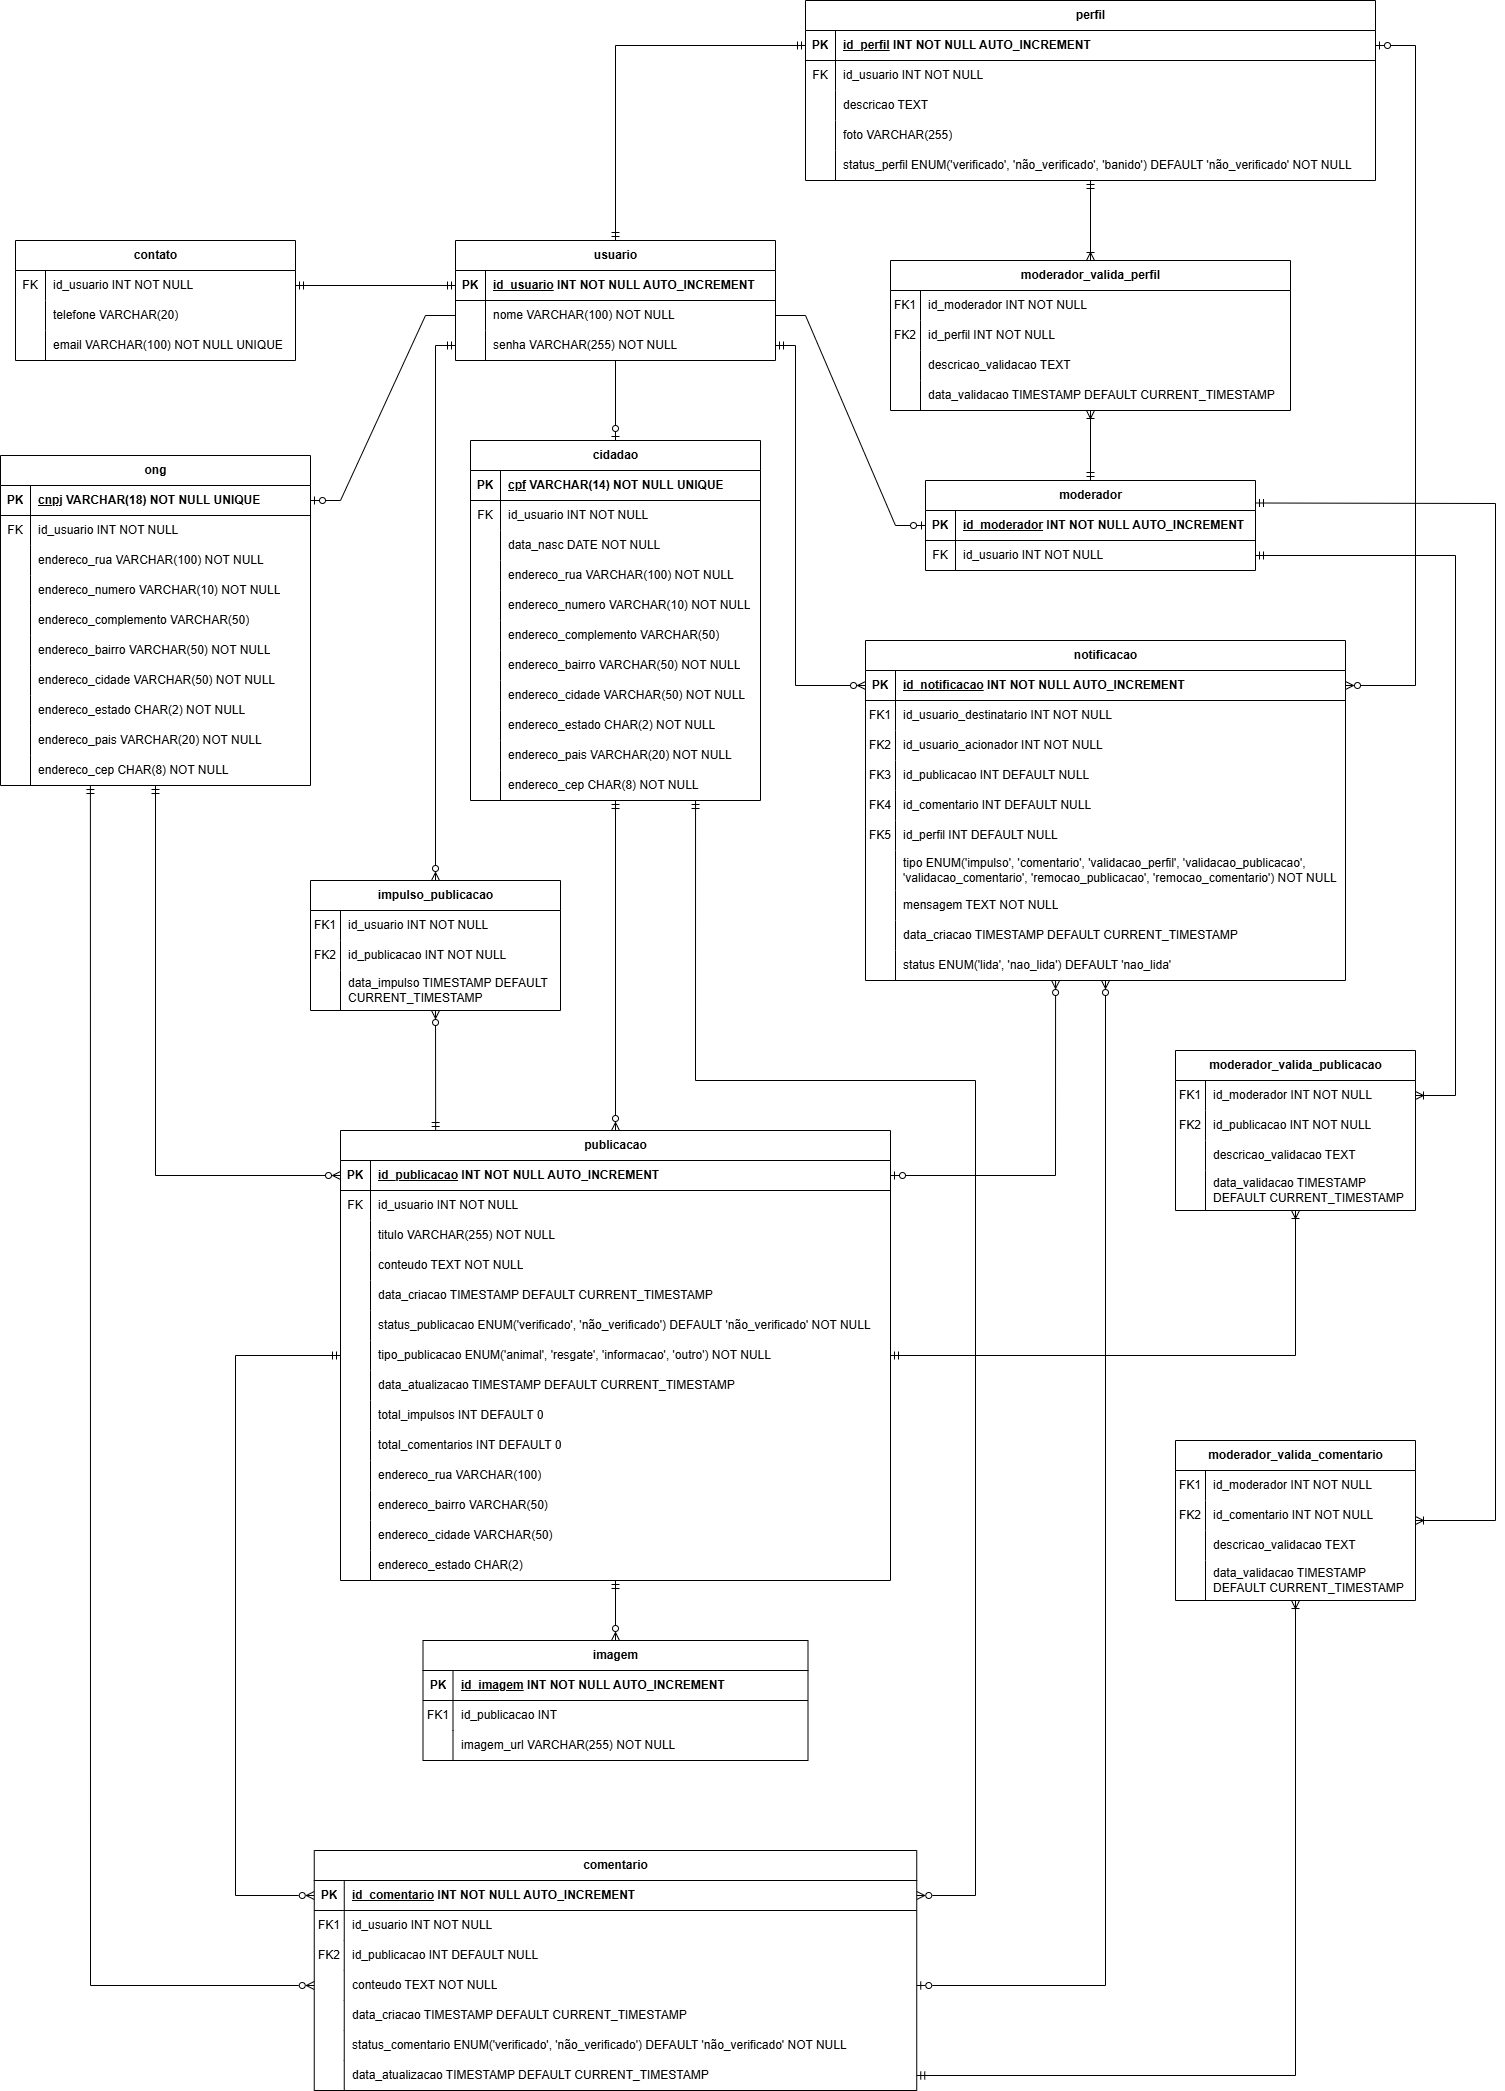 perfil
PK id_perfil INT NOT NULL AUTO_INCREMENT
FK id_usuario INT NOT NULL
descricao TEXT
foto VARCHAR(255)
status_perfil ENUM('verificado', 'não_verificado', 'banido') DEFAULT 'não_verificado' NOT NULL
contato
FK id_usuario INT NOT NULL
telefone VARCHAR(20)
email VARCHAR(100) NOT NULL UNIQUE
usuario
PK id_usuario INT NOT NULL AUTO_INCREMENT
nome VARCHAR(100) NOT NULL
senha VARCHAR(255) NOT NULL
moderador_valida_perfil
FK1 id_moderador INT NOT NULL
FK2 id_perfil INT NOT NULL
descricao_validacao TEXT
data_validacao TIMESTAMP DEFAULT CURRENT_TIMESTAMP
ong
PK cnpj VARCHAR(18) NOT NULL UNIQUE
FK id_usuario INT NOT NULL
endereco_rua VARCHAR(100) NOT NULL
endereco_numero VARCHAR(10) NOT NULL
endereco_complemento VARCHAR(50)
endereco_bairro VARCHAR(50) NOT NULL
endereco_cidade VARCHAR(50) NOT NULL
endereco_estado CHAR(2) NOT NULL
endereco_pais VARCHAR(20) NOT NULL
endereco_cep CHAR(8) NOT NULL
cidadao
PK cpf VARCHAR(14) NOT NULL UNIQUE
FK id_usuario INT NOT NULL
data_nasc DATE NOT NULL
endereco_rua VARCHAR(100) NOT NULL
endereco_numero VARCHAR(10) NOT NULL
endereco_complemento VARCHAR(50)
endereco_bairro VARCHAR(50) NOT NULL
endereco_cidade VARCHAR(50) NOT NULL
endereco_estado CHAR(2) NOT NULL
endereco_pais VARCHAR(20) NOT NULL
endereco_cep CHAR(8) NOT NULL
moderador
PK id_moderador INT NOT NULL AUTO_INCREMENT
FK id_usuario INT NOT NULL
notificacao
PK id_notificacao INT NOT NULL AUTO_INCREMENT
FK1 id_usuario_destinatario INT NOT NULL
FK2 id_usuario_acionador INT NOT NULL
FK3 id_publicacao INT DEFAULT NULL
FK4 id_comentario INT DEFAULT NULL
FK5 id_perfil INT DEFAULT NULL
tipo ENUM('impulso', 'comentario', 'validacao_perfil', 'validacao_publicacao',
'validacao_comentario', 'remocao_publicacao', 'remocao_comentario') NOT NULL
mensagem TEXT NOT NULL
data_criacao TIMESTAMP DEFAULT CURRENT_TIMESTAMP
status ENUM('lida', 'nao_lida') DEFAULT 'nao_lida'
impulso_publicacao
FK1 id_usuario INT NOT NULL
FK2 id_publicacao INT NOT NULL
data_impulso TIMESTAMP DEFAULT
CURRENT_TIMESTAMP
moderador_valida_publicacao
FK1 id_moderador INT NOT NULL
FK2 id_publicacao INT NOT NULL
descricao_validacao TEXT
data_validacao TIMESTAMP
DEFAULT CURRENT_TIMESTAMP
publicacao
PK id_publicacao INT NOT NULL AUTO_INCREMENT
FK id_usuario INT NOT NULL
titulo VARCHAR(255) NOT NULL
conteudo TEXT NOT NULL
data_criacao TIMESTAMP DEFAULT CURRENT_TIMESTAMP
status_publicacao ENUM('verificado', 'não_verificado') DEFAULT 'não_verificado' NOT NULL
tipo_publicacao ENUM('animal', 'resgate', 'informacao', 'outro') NOT NULL
data_atualizacao TIMESTAMP DEFAULT CURRENT_TIMESTAMP
total_impulsos INT DEFAULT 0
total_comentarios INT DEFAULT 0
endereco_rua VARCHAR(100)
endereco_bairro VARCHAR(50)
endereco_cidade VARCHAR(50)
endereco_estado CHAR(2)
moderador_valida_comentario
FK1 id_moderador INT NOT NULL
FK2 id_comentario INT NOT NULL
descricao_validacao TEXT
data_validacao TIMESTAMP
DEFAULT CURRENT_TIMESTAMP
imagem
PK id_imagem INT NOT NULL AUTO_INCREMENT
FK1 id_publicacao INT
imagem_url VARCHAR(255) NOT NULL
comentario
PK id_comentario INT NOT NULL AUTO_INCREMENT
FK1 id_usuario INT NOT NULL
FK2 id_publicacao INT DEFAULT NULL
conteudo TEXT NOT NULL
data_criacao TIMESTAMP DEFAULT CURRENT_TIMESTAMP
status_comentario ENUM('verificado', 'não_verificado') DEFAULT 'não_verificado' NOT NULL
data_atualizacao TIMESTAMP DEFAULT CURRENT_TIMESTAMP